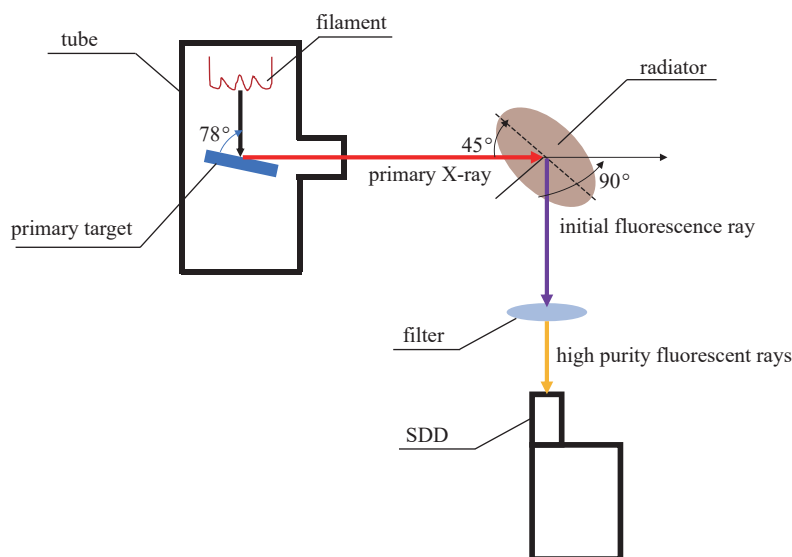 filament
tube
radiator
78°
45°
primary X-ray
90°
primary target
initial fluorescence ray
filter
high purity fluorescent rays
SDD